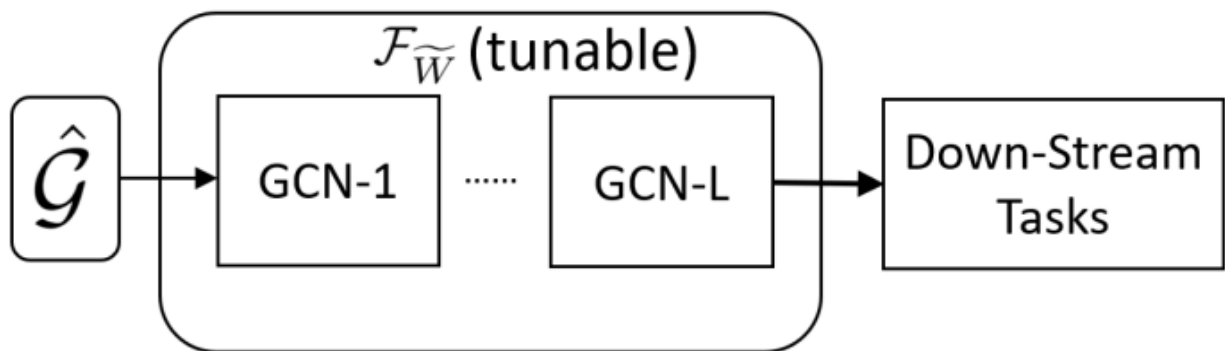 𝓕_W̃ (tunable)
𝓖̂
GCN-1
......
GCN-L
Down-Stream
Tasks